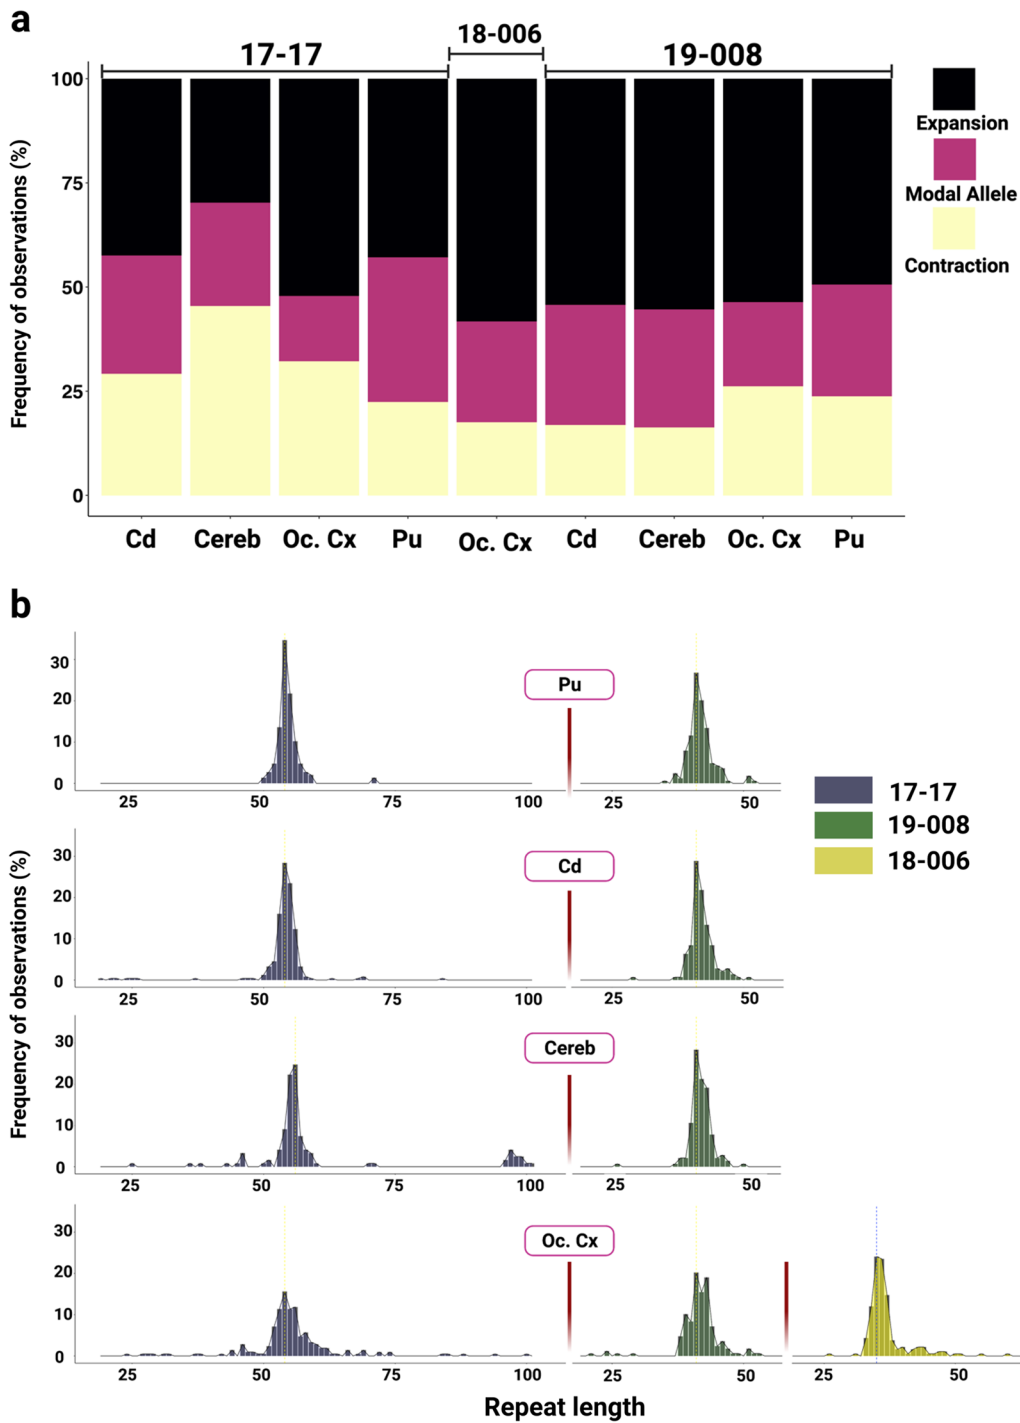 a
17-17
18-006
19-008
Frequency of observations (%)
100
75
50
25
0
Cd Cereb Oc. Cx Pu Oc. Cx Cd Cereb Oc. Cx Pu
Expansion
Modal Allele
Contraction
b
Frequency of observations (%)
30
20
10
0
Pu
25 50 75 100 25 50
17-17
19-008
18-006
30
20
10
0
Cd
25 50 75 100 25 50
30
20
10
0
Cereb
25 50 75 100 25 50
30
20
10
0
Oc. Cx
25 50 75 100 25 50 25 50
Repeat length